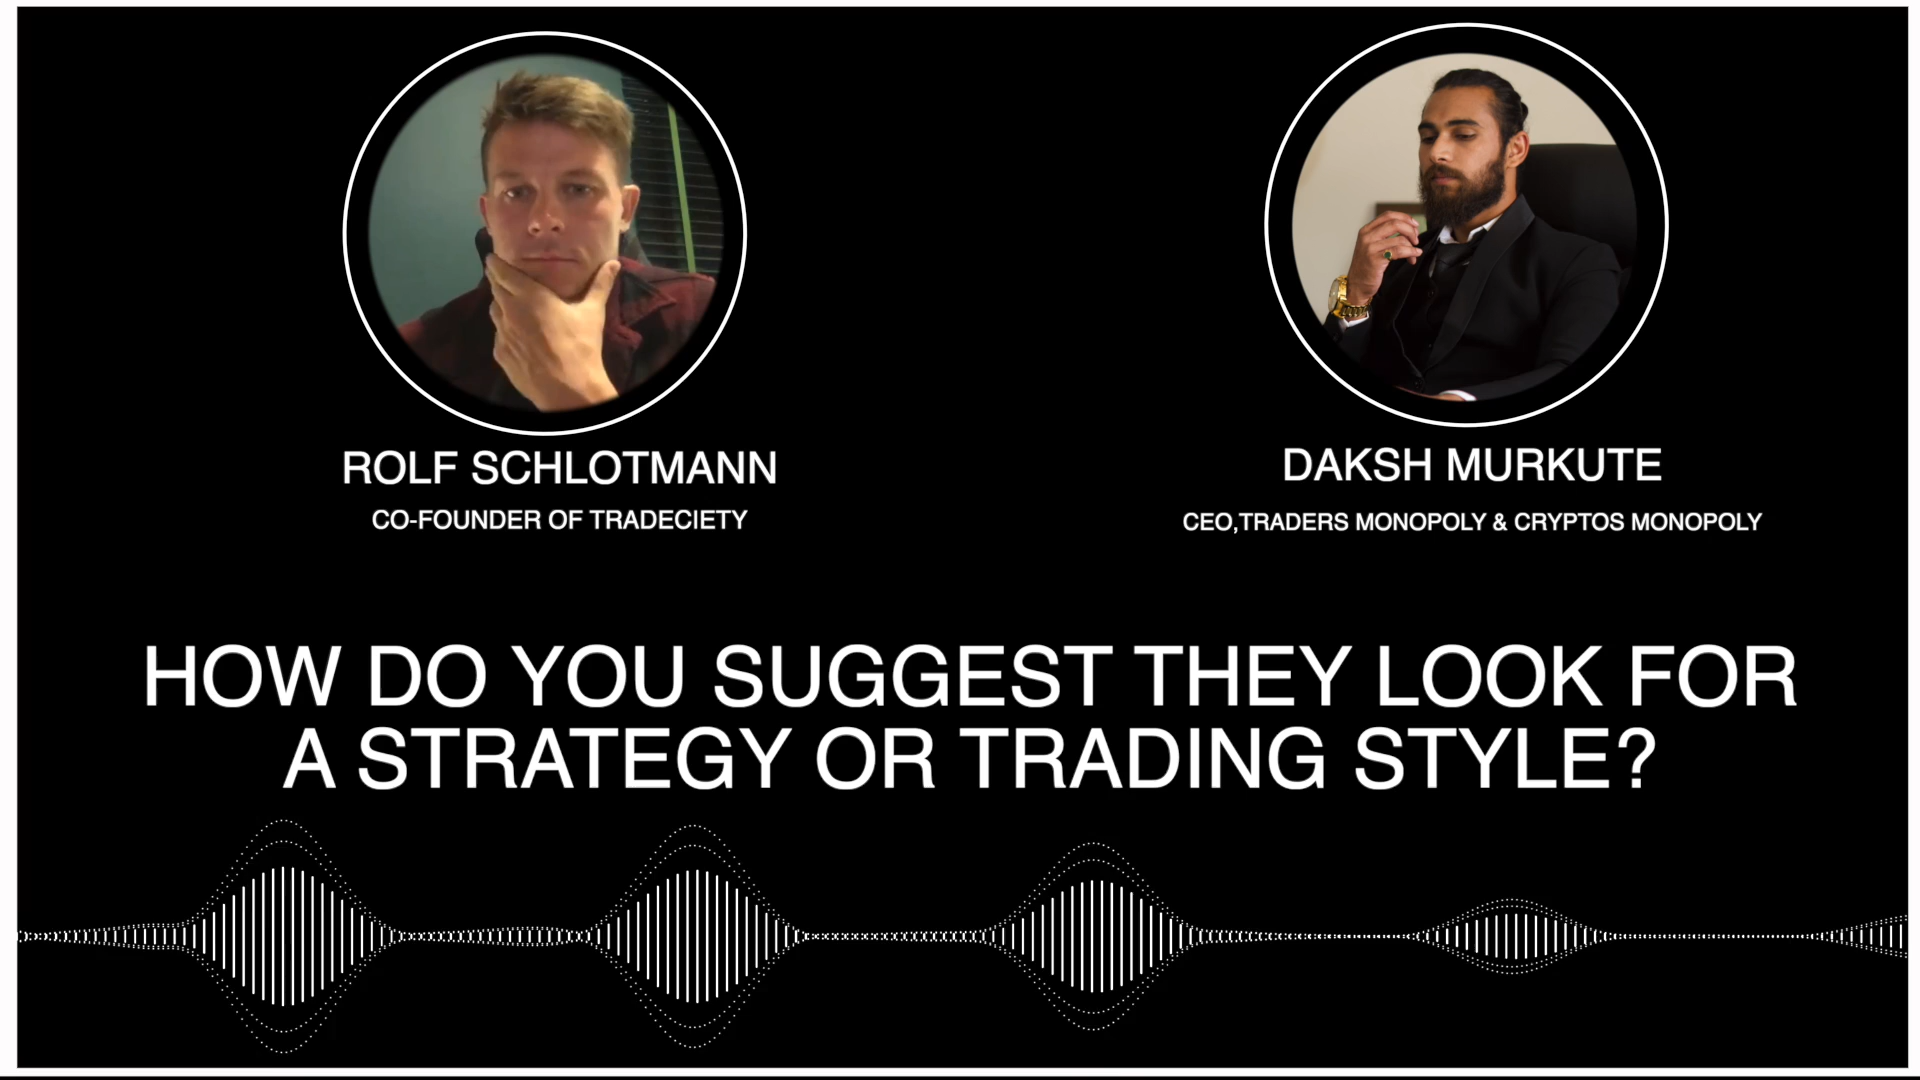 ROLF SCHLOTMANN
CO-FOUNDER OF TRADECIETY
DAKSH MURKUTE
CEO,TRADERS MONOPOLY & CRYPTOS MONOPOLY
HOW DO YOU SUGGEST THEY LOOK FOR
A STRATEGY OR TRADING STYLE?